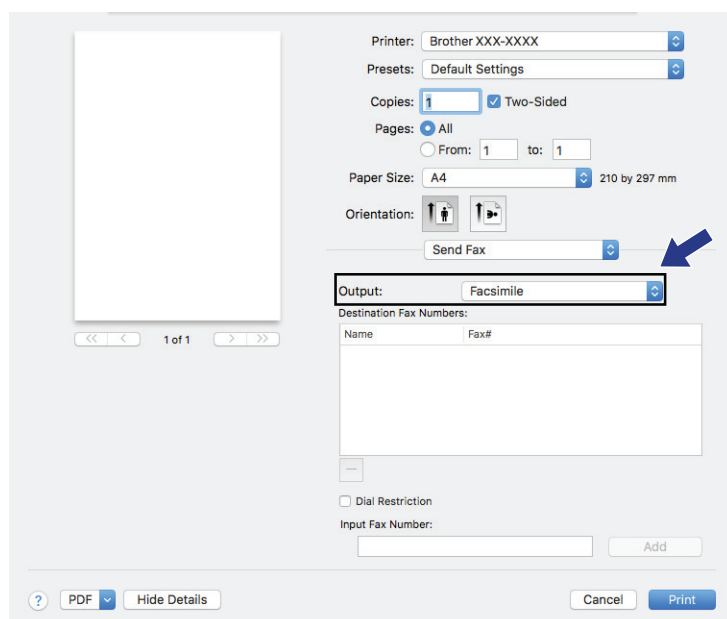 Printer: Brother XXX-XXXX
Presets: Default Settings
Copies: 1 Two-Sided
Pages: All
From: 1 to: 1
Paper Size: A4 210 by 297 mm
Orientation:
Send Fax
Output: Facsimile
Destination Fax Numbers:
Name Fax#
1 of 1
Dial Restriction
Input Fax Number:
Add
? PDF Hide Details Cancel Print